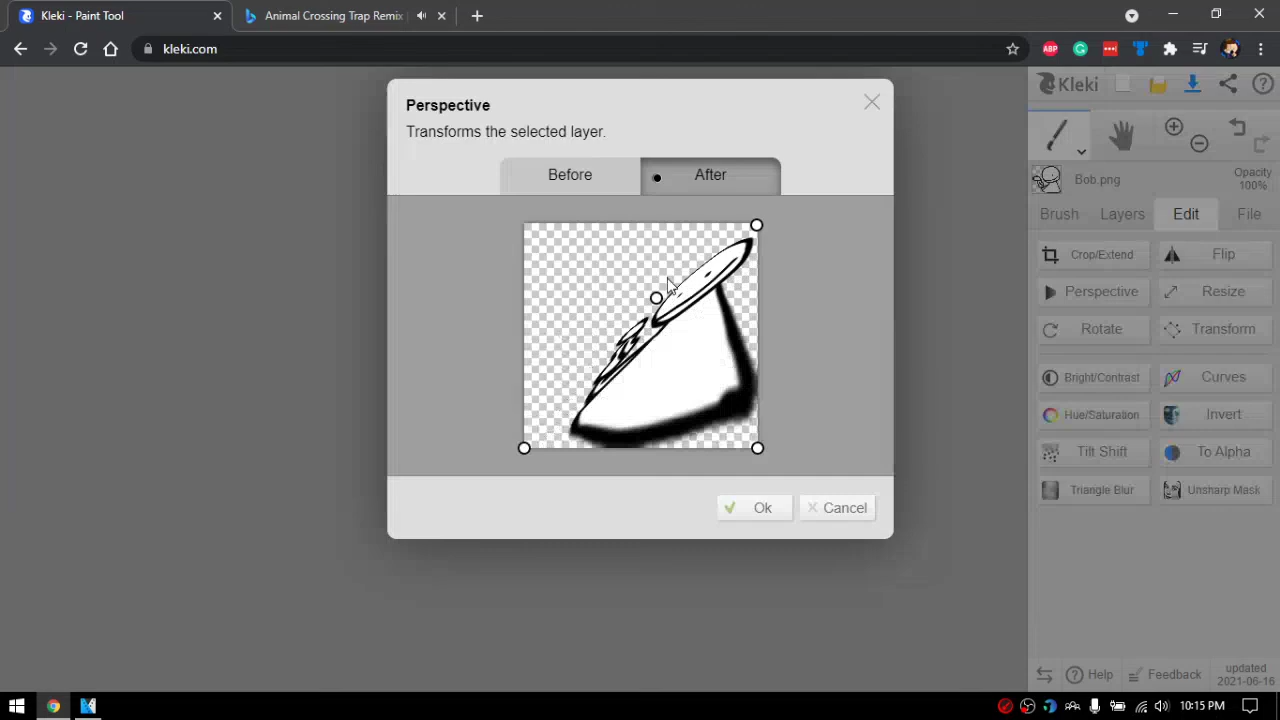 Kleki - Paint Tool
Animal Crossing Trap Remix
kleki.com
ABP
Kleki
Perspective
Transforms the selected layer.
Before
After
Ok
Cancel
Bob.png
Opacity
100%
Brush
Layers
Edit
File
Crop/Extend
Flip
Perspective
Resize
Rotate
Transform
Bright/Contrast
Curves
Hue/Saturation
Invert
Tilt Shift
To Alpha
Triangle Blur
Unsharp Mask
Help
Feedback
updated
2021-06-16
10:15 PM